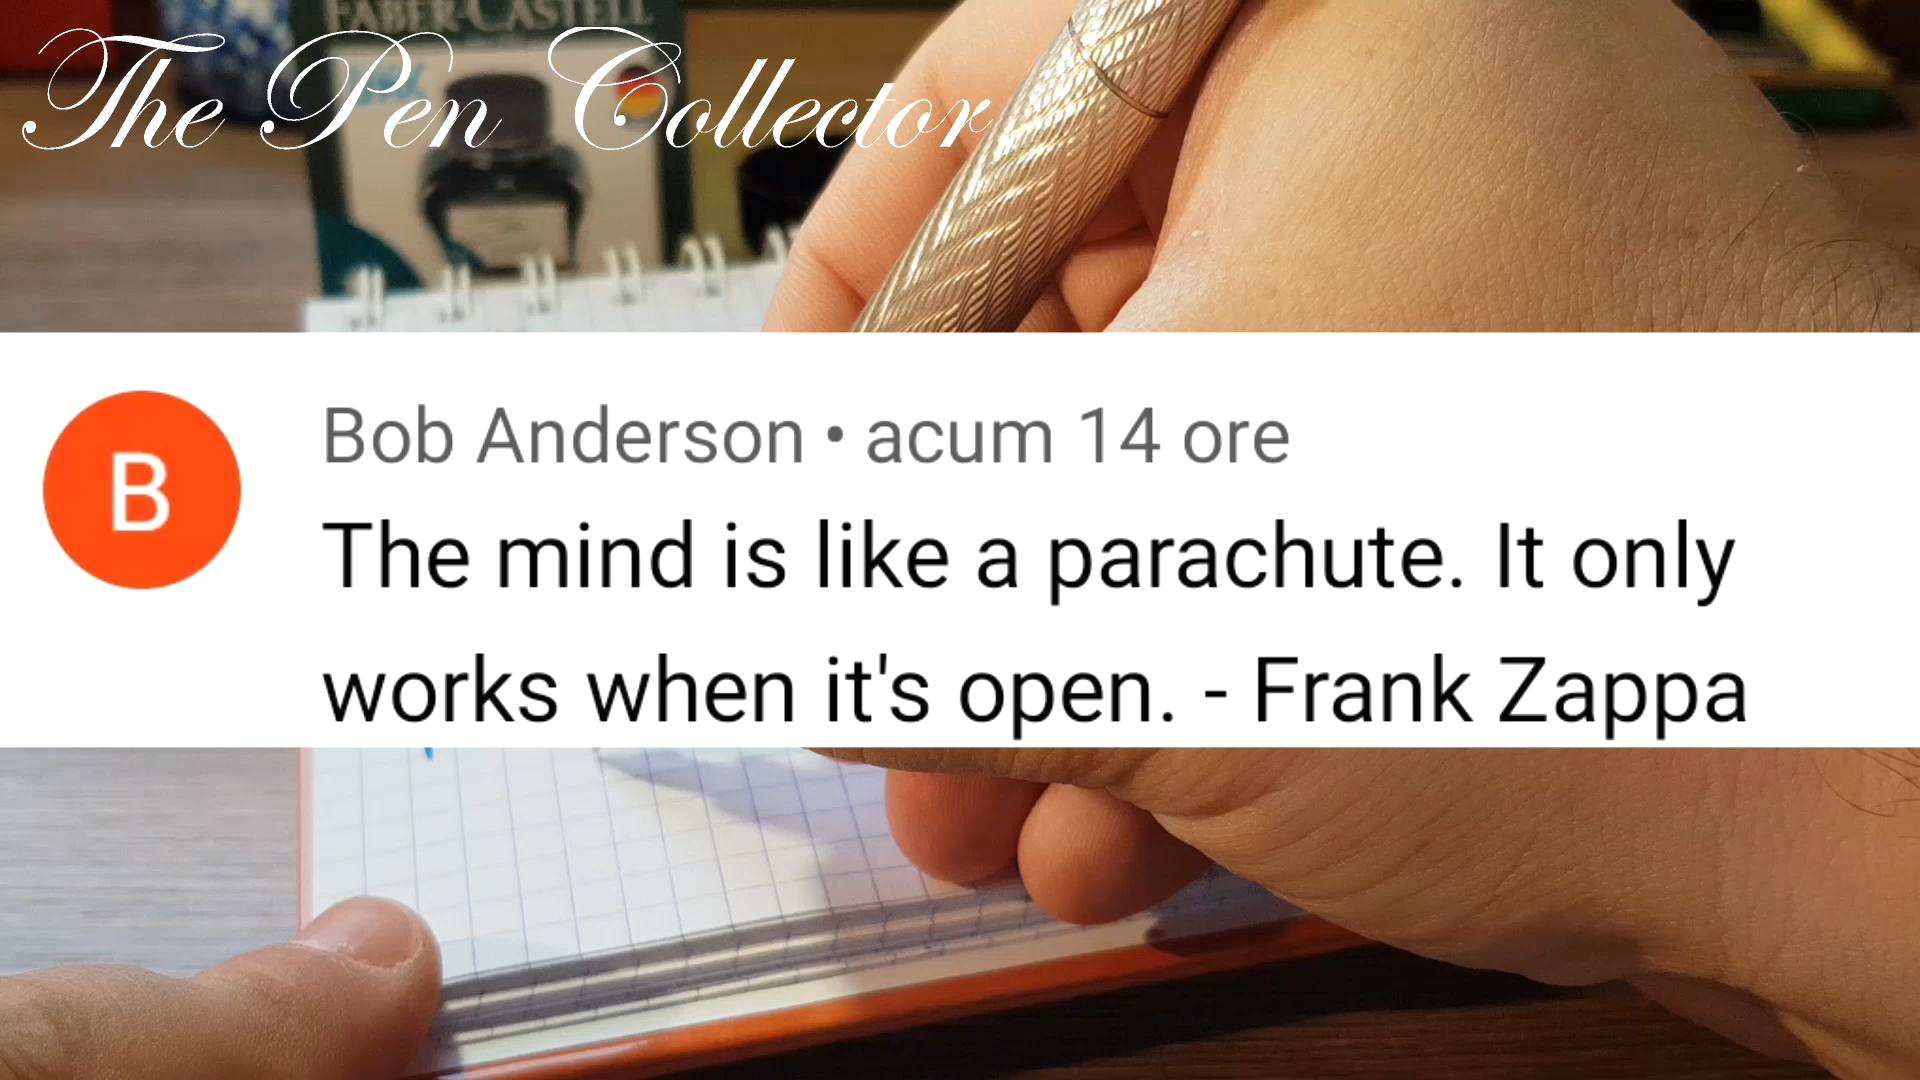 FABER-CASTELL
The Pen Collector
B
Bob Anderson • acum 14 ore
The mind is like a parachute. It only
works when it's open. - Frank Zappa